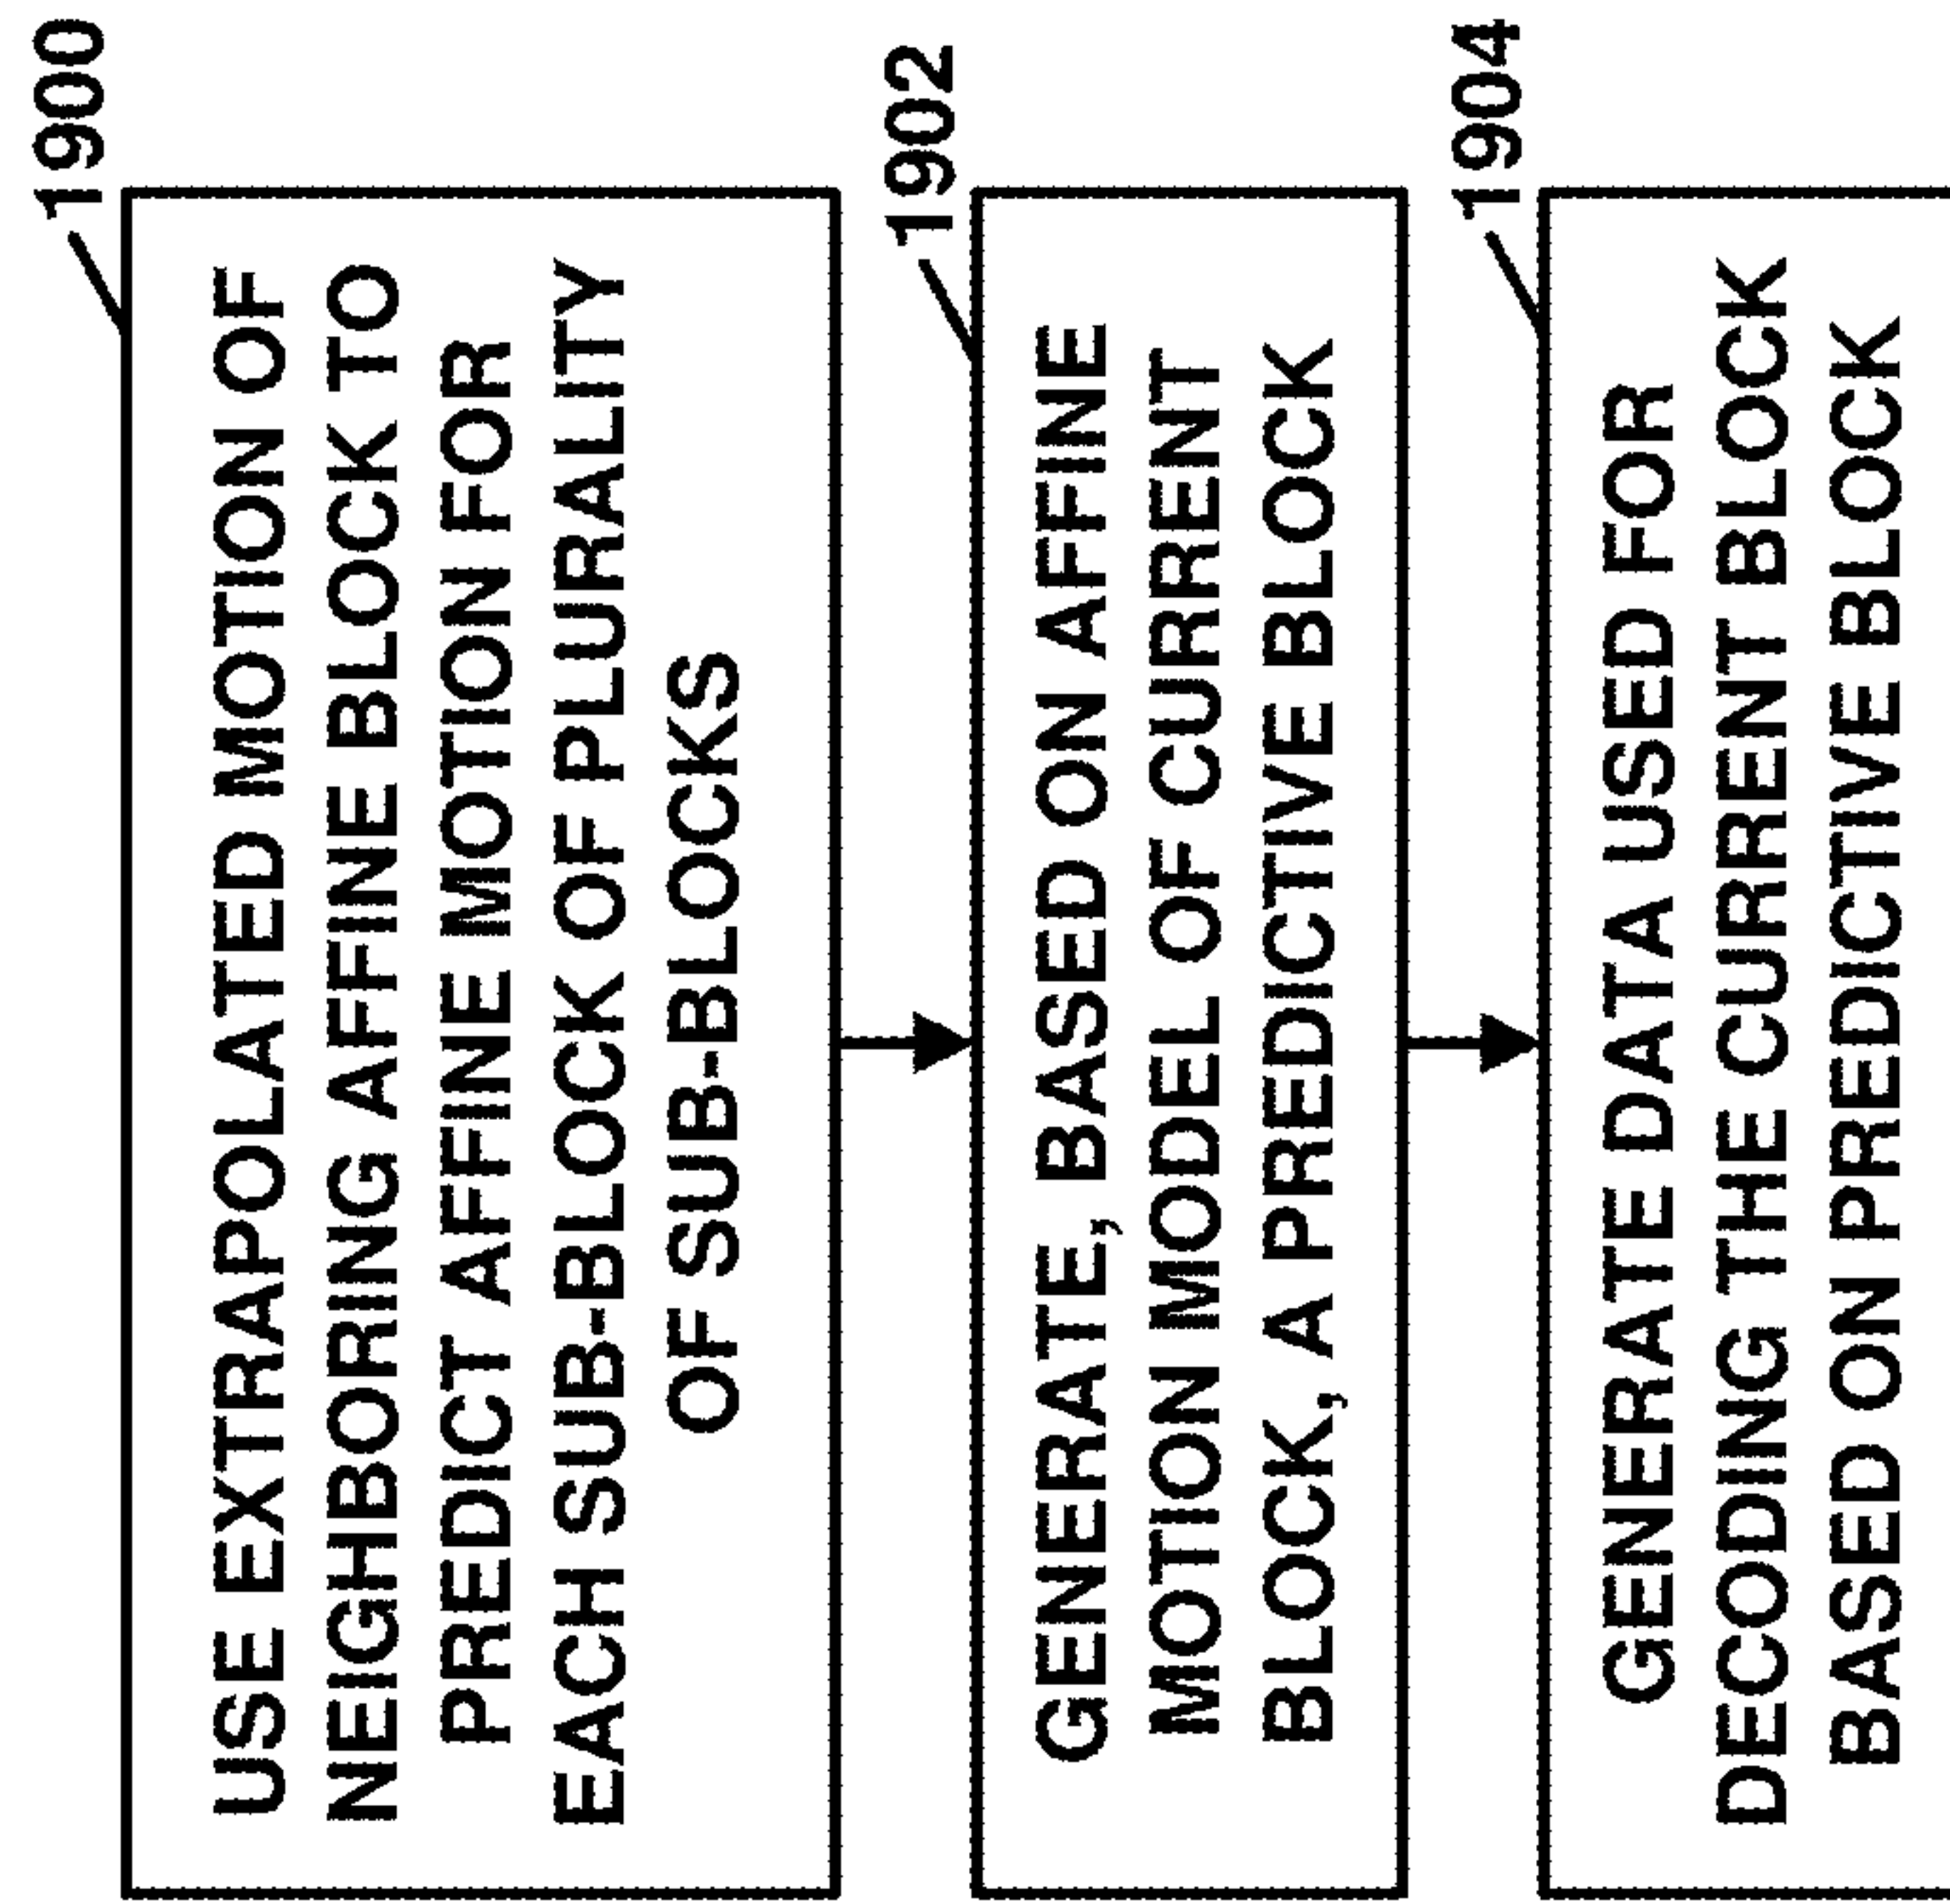 1900
USE EXTRAPOLATED MOTION OF
NEIGHBORING AFFINE BLOCK TO
PREDICT AFFINE MOTION FOR
EACH SUB-BLOCK OF PLURALITY
OF SUB-BLOCKS
1902
GENERATE, BASED ON AFFINE
MOTION MODEL OF CURRENT
BLOCK, A PREDICTIVE BLOCK
1904
GENERATE DATA USED FOR
DECODING THE CURRENT BLOCK
BASED ON PREDICTIVE BLOCK